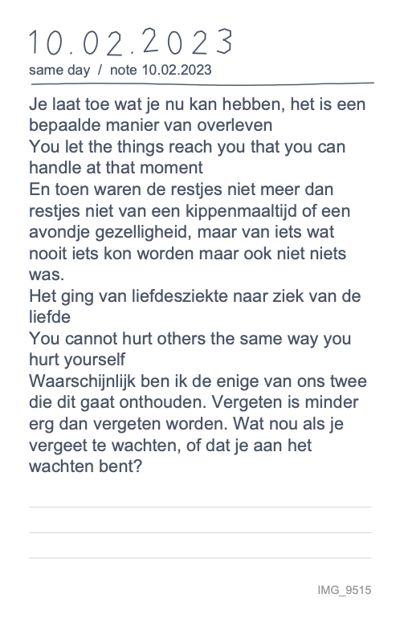 10.02.2023
same day / note 10.02.2023
Je laat toe wat je nu kan hebben, het is een
bepaalde manier van overleven
You let the things reach you that you can
handle at that moment
En toen waren de restjes niet meer dan
restjes niet van een kippenmaaltijd of een
avondje gezelligheid, maar van iets wat
nooit iets kon worden maar ook niet niets
was.
Het ging van liefdesziekte naar ziek van de
liefde
You cannot hurt others the same way you
hurt yourself
Waarschijnlijk ben ik de enige van ons twee
die dit gaat onthouden. Vergeten is minder
erg dan vergeten worden. Wat nou als je
vergeet te wachten, of dat je aan het
wachten bent?
IMG_9515